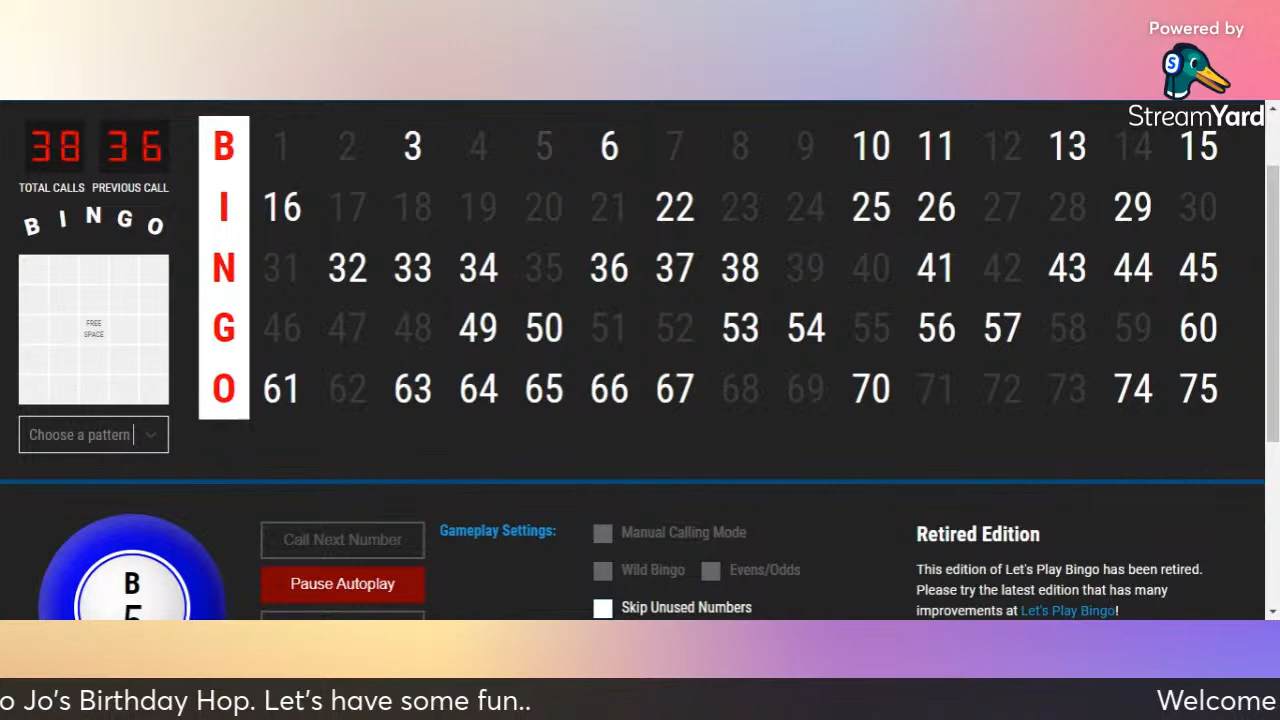 Powered by
S
StreamYard
38 36
TOTAL CALLS PREVIOUS CALL
B I N G O
FREE
SPACE
Choose a pattern
B 1 2 3 4 5 6 7 8 9 10 11 12 13 14 15
I 16 17 18 19 20 21 22 23 24 25 26 27 28 29 30
N 31 32 33 34 35 36 37 38 39 40 41 42 43 44 45
G 46 47 48 49 50 51 52 53 54 55 56 57 58 59 60
O 61 62 63 64 65 66 67 68 69 70 71 72 73 74 75
B
5
Call Next Number
Pause Autoplay
Gameplay Settings:
Manual Calling Mode
Wild Bingo Evens/Odds
Skip Unused Numbers
Retired Edition
This edition of Let's Play Bingo has been retired.
Please try the latest edition that has many
improvements at Let's Play Bingo!
o Jo's Birthday Hop. Let's have some fun.. Welcome